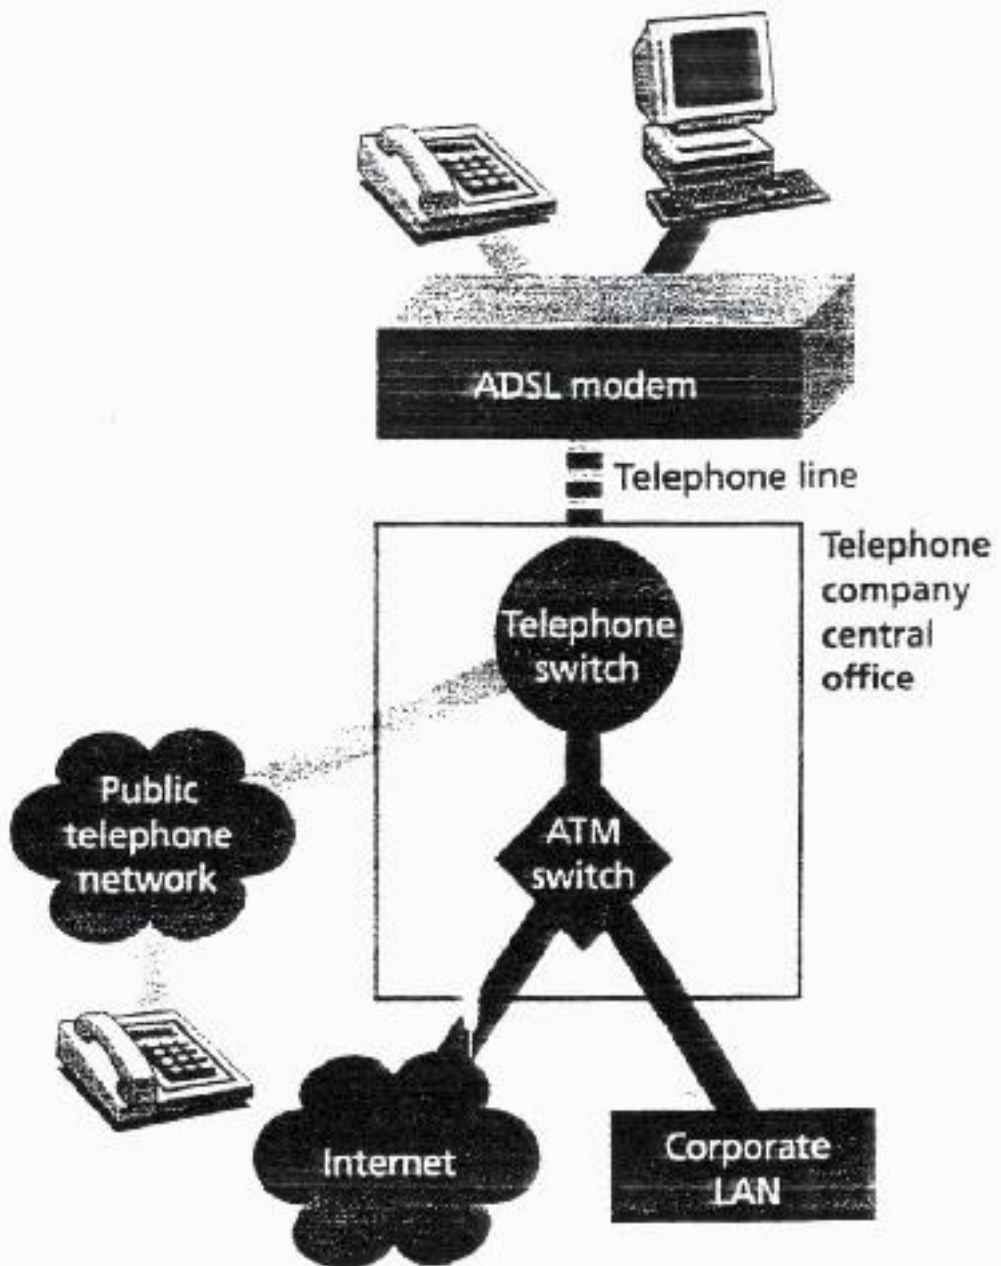 ADSL modem
Telephone line
Telephone
company
central
office
Telephone
switch
Public
telephone
network
ATM
switch
Internet
Corporate
LAN